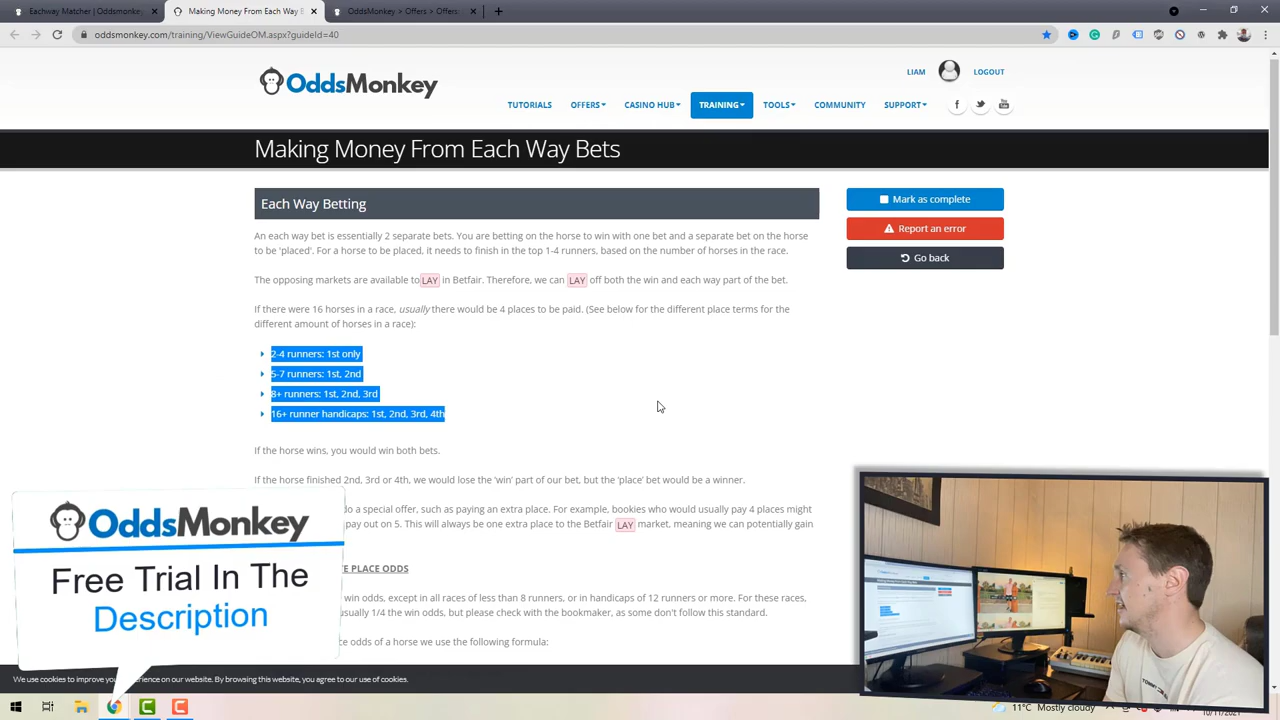 Eachway Matcher | Oddsmonkey
Making Money From Each Way Bet
OddsMonkey > Offers > Offers
oddsmonkey.com/training/ViewGuideOM.aspx?guideId=40
OddsMonkey
LIAM
LOGOUT
TUTORIALS
OFFERS
CASINO HUB
TRAINING
TOOLS
COMMUNITY
SUPPORT
Making Money From Each Way Bets
Each Way Betting
Mark as complete
Report an error
Go back
An each way bet is essentially 2 separate bets. You are betting on the horse to win with one bet and a separate bet on the horse
to be 'placed'. For a horse to be placed, it needs to finish in the top 1-4 runners, based on the number of horses in the race.
The opposing markets are available to LAY in Betfair. Therefore, we can LAY off both the win and each way part of the bet.
If there were 16 horses in a race, usually there would be 4 places to be paid. (See below for the different place terms for the
different amount of horses in a race):
2-4 runners: 1st only
5-7 runners: 1st, 2nd
8+ runners: 1st, 2nd, 3rd
16+ runner handicaps: 1st, 2nd, 3rd, 4th
If the horse wins, you would win both bets.
If the horse finished 2nd, 3rd or 4th, we would lose the 'win' part of our bet, but the 'place' bet would be a winner.
do a special offer, such as paying an extra place. For example, bookies who would usually pay 4 places might
pay out on 5. This will always be one extra place to the Betfair LAY market, meaning we can potentially gain
E PLACE ODDS
win odds, except in all races of less than 8 runners, or in handicaps of 12 runners or more. For these races,
usually 1/4 the win odds, but please check with the bookmaker, as some don't follow this standard.
ce odds of a horse we use the following formula:
OddsMonkey
Free Trial In The
Description
We use cookies to improve your experience on our website. By browsing this website, you agree to our use of cookies.
11°C Mostly cloudy
10/11/2021